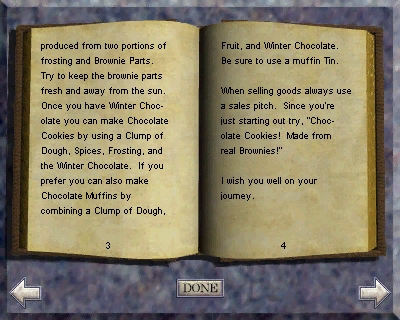 produced from two portions of
frosting and Brownie Parts.
Try to keep the brownie parts
fresh and away from the sun.
Once you have Winter Choc-
olate you can make Chocolate
Cookies by using a Clump of
Dough, Spices, Frosting, and
the Winter Chocolate.  If you
prefer you can also make
Chocolate Muffins by
combining a Clump of Dough,
3
Fruit, and Winter Chocolate.
Be sure to use a muffin Tin.
When selling goods always use
a sales pitch.  Since you're
just starting out try, "Choc-
olate Cookies!  Made from
real Brownies!"
I wish you well on your
journey.
4
DONE